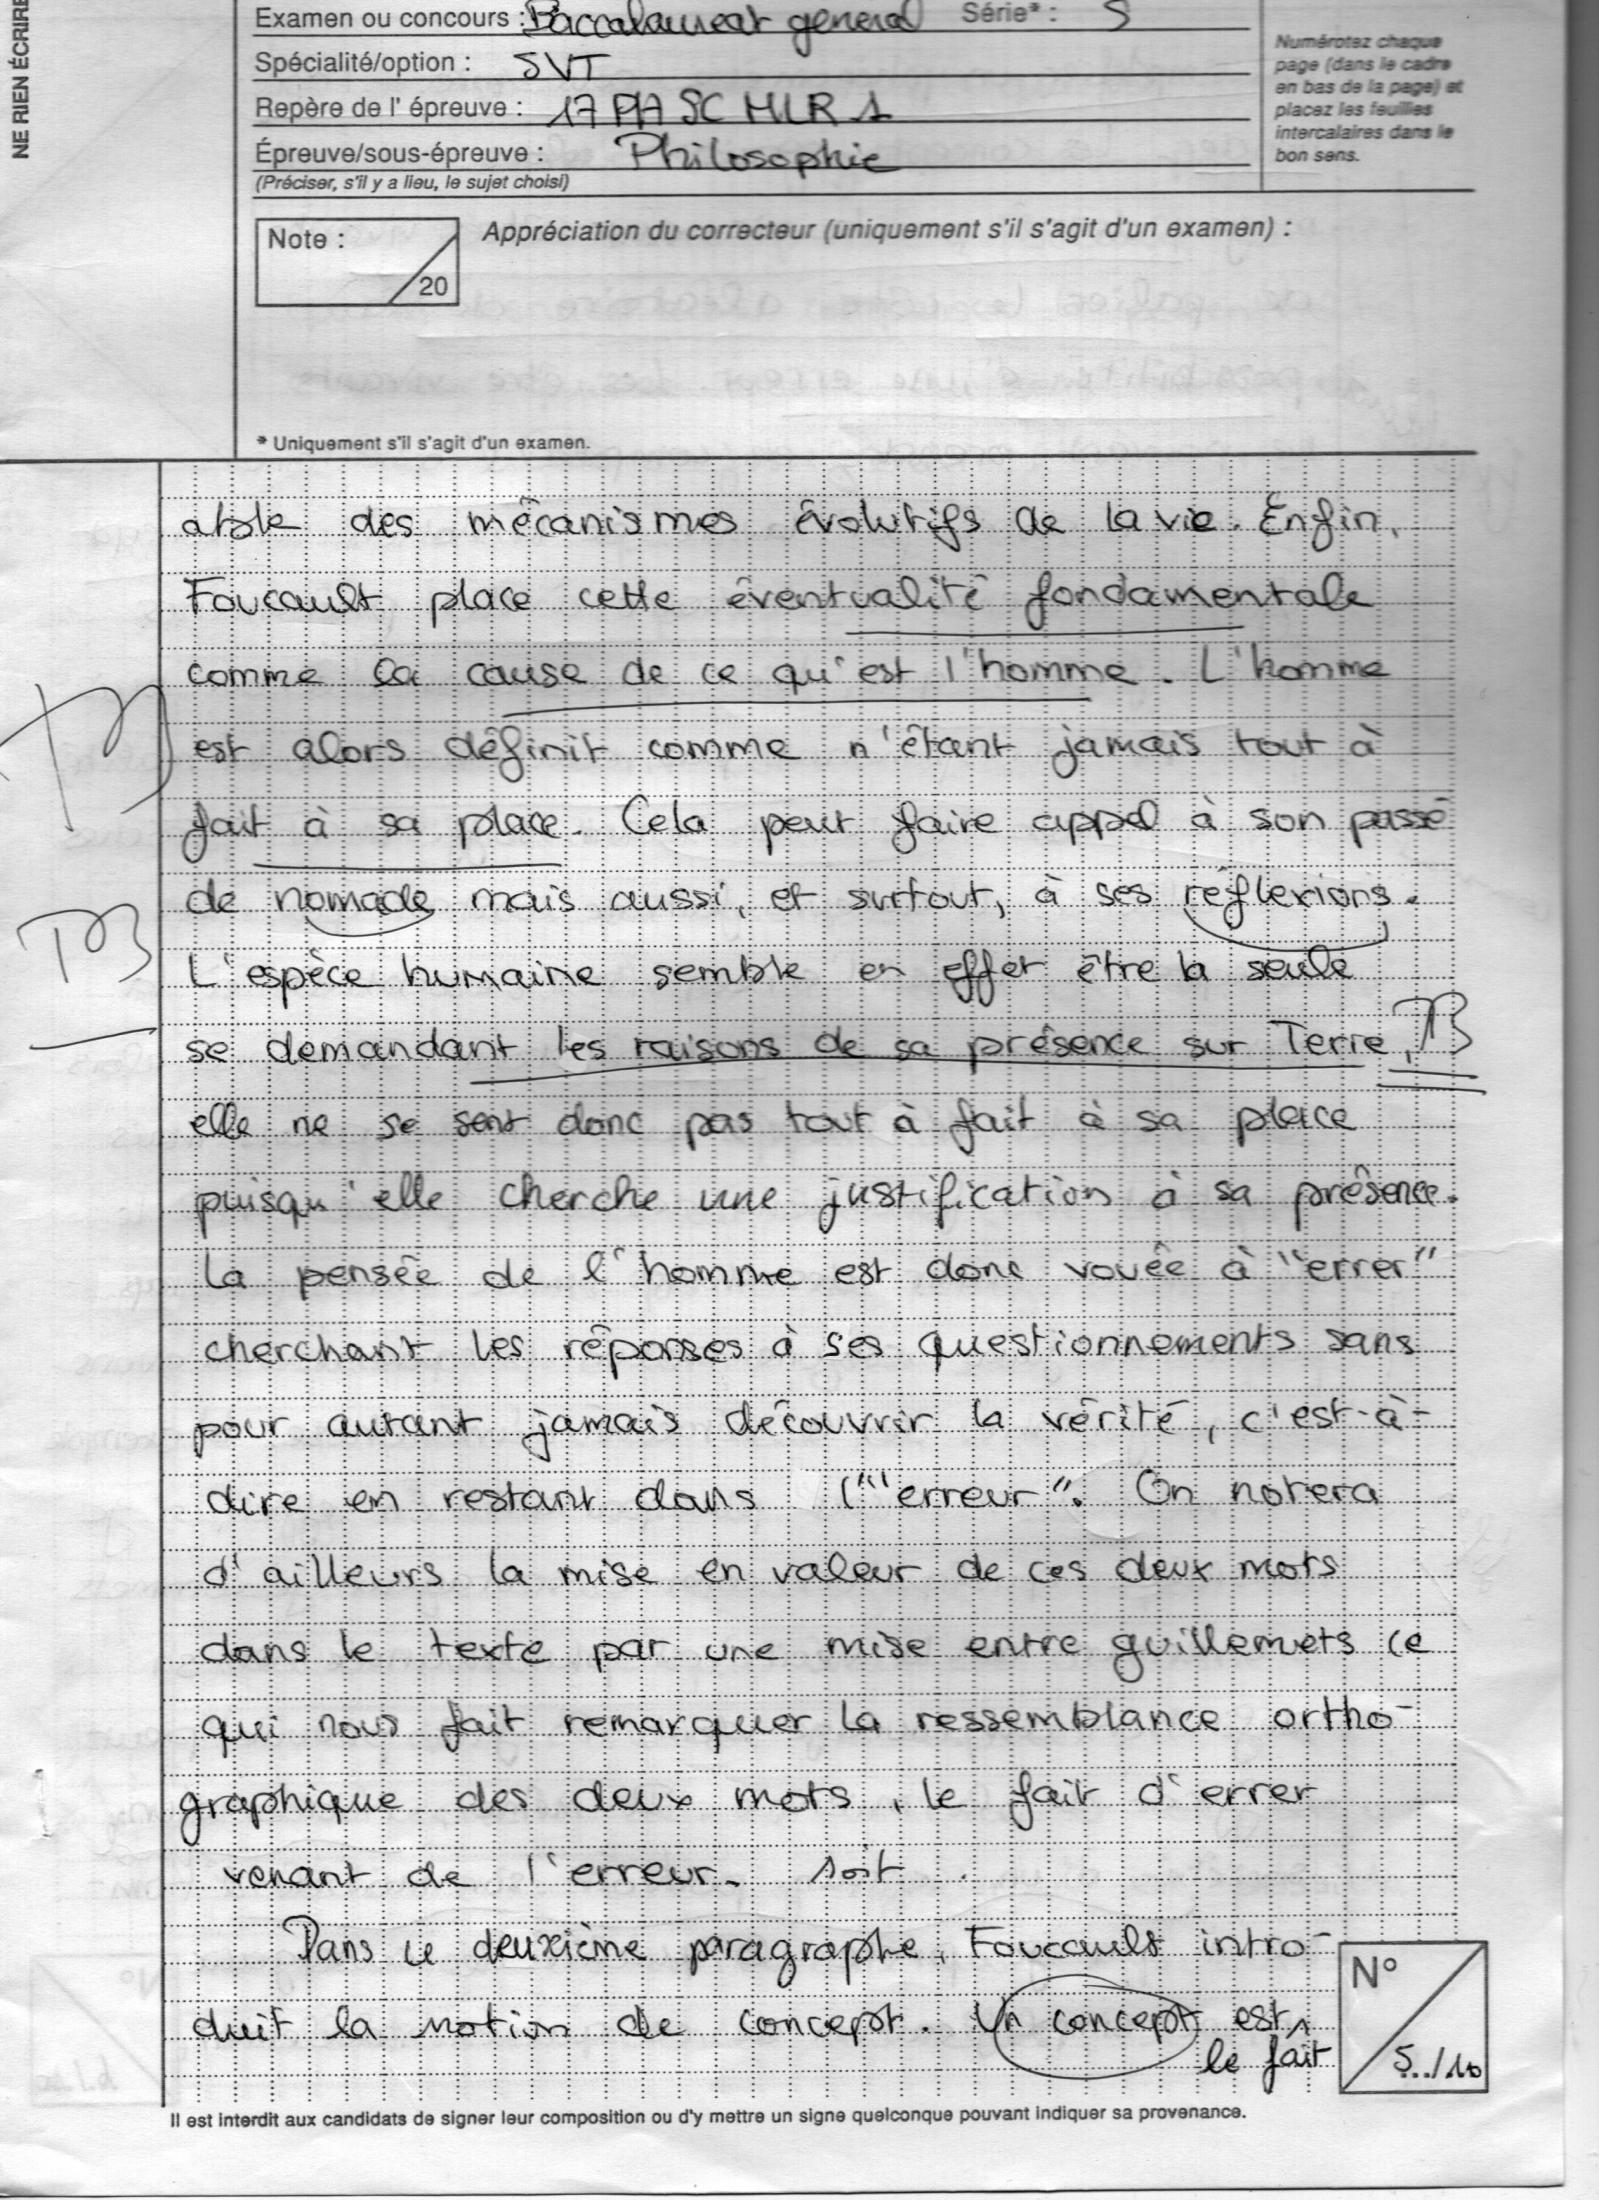 NE RIEN ÉCRIRE
Examen ou concours : Baccalaureat general Série* : S
Spécialité/option : SVT
Repère de l' épreuve : 17 PHSCMLR1
Épreuve/sous-épreuve : Philosophie
(Préciser, s'il y a lieu, le sujet choisi)
Numérotez chaque
page (dans le cadre
en bas de la page) et
placez les feuilles
intercalaires dans le
bon sens.
Note :
20
Appréciation du correcteur (uniquement s'il s'agit d'un examen) :
* Uniquement s'il s'agit d'un examen.
able des mécanismes évolutifs de la vie. Enfin,
Foucault place cette éventualité fondamentale
comme la cause de ce qu'est l'homme. L'homme
est alors définit comme n'étant jamais tout à
fait à sa place. Cela peut faire appel à son passé
de nomade mais aussi, et surtout, à ses réflexions.
L'espèce humaine semble en effet être la seule
se demandant les raisons de sa présence sur Terre, TB
elle ne se sent donc pas tout à fait à sa place
puisqu'elle cherche une justification à sa présence.
La pensée de l'homme est donc vouée à "errer"
cherchant les réponses à ses questionnements sans
pour autant jamais découvrir la vérité, c'est-à-
dire en restant dans l'"erreur". On notera
d'ailleurs la mise en valeur de ces deux mots
dans le texte par une mise entre guillemets ce
qui nous fait remarquer la ressemblance ortho-
graphique des deux mots, le fait d'errer
venant de l'erreur. soit
Dans le deuxième paragraphe, Foucault intro-
duit la notion de concept. Un concept est
le fait
TB
N°
5../10
Il est interdit aux candidats de signer leur composition ou d'y mettre un signe quelconque pouvant indiquer sa provenance.